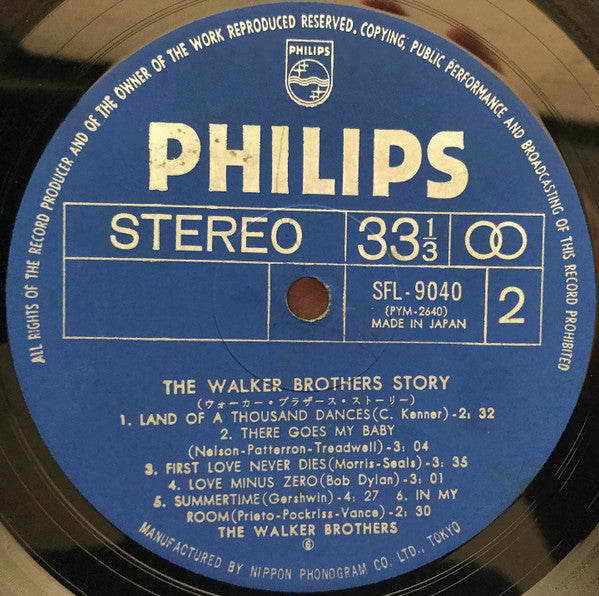 ALL RIGHTS OF THE RECORD PRODUCER AND OF THE OWNER OF THE WORK REPRODUCED RESERVED. COPYING, PUBLIC PERFORMANCE AND BROADCASTING OF THIS RECORD PROHIBITED
PHILIPS
PHILIPS
STEREO 33 1/3
SFL-9040 2
(PYM-2640)
MADE IN JAPAN
THE WALKER BROTHERS STORY
(ウォーカー・ブラザース・ストーリー)
1. LAND OF A THOUSAND DANCES(C. Kenner)-2: 32
2. THERE GOES MY BABY
(Nelson-Patterron-Treadwell)-3: 04
3. FIRST LOVE NEVER DIES(Morris-Seals)-3: 35
4. LOVE MINUS ZERO(Bob Dylan)-3: 01
5. SUMMERTIME(Gershwin)-4: 27 6. IN MY
ROOM(Prieto-Pockriss-Vance)-2: 30
THE WALKER BROTHERS
6
MANUFACTURED BY NIPPON PHONOGRAM CO. LTD., TOKYO